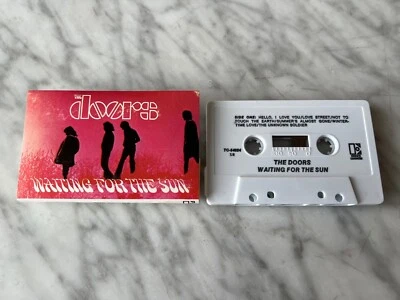 THE
doors
WAITING FOR THE SUN
SIDE ONE: HELLO, I LOVE YOU/LOVE STREET/NOT TO
TOUCH THE EARTH/SUMMER'S ALMOST GONE/WINTER-
TIME LOVE/THE UNKNOWN SOLDIER
THE DOORS
WAITING FOR THE SUN